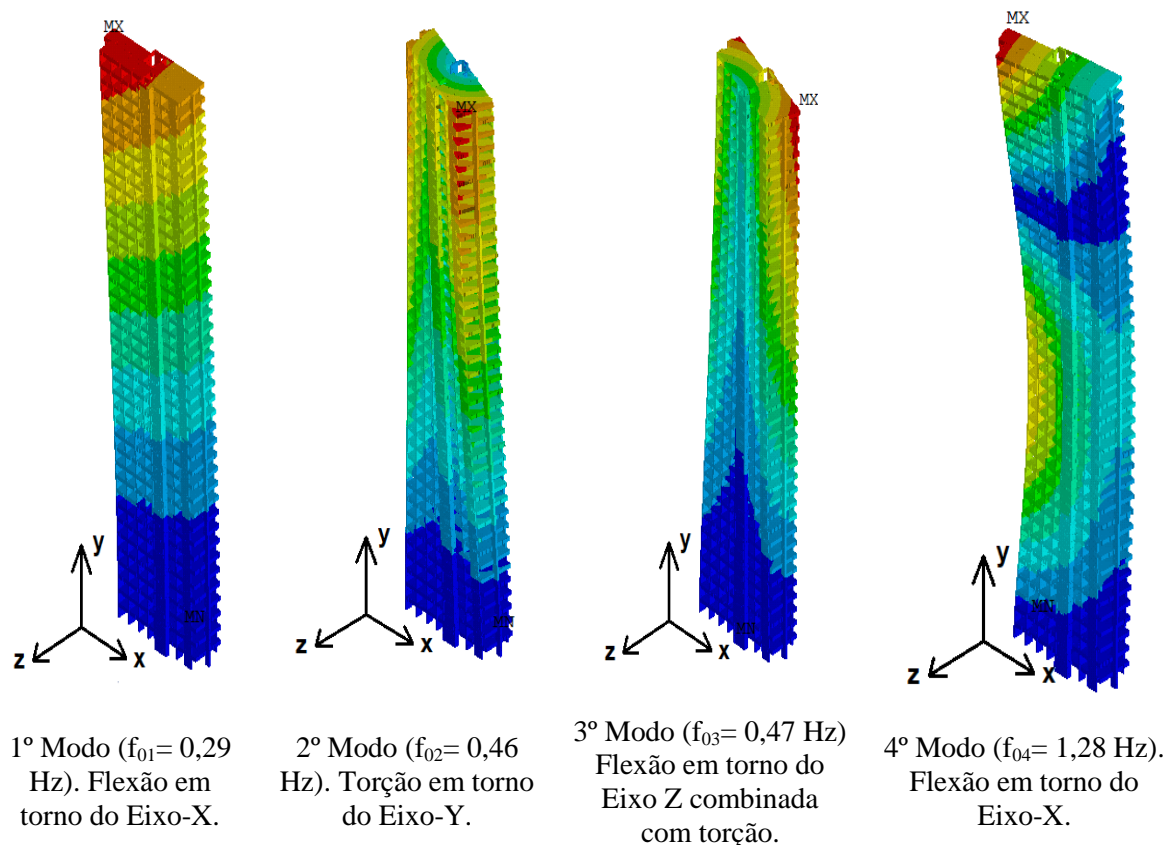 MX
MX
MX
MX
MN
MN
MN
MN
y
z
x
y
z
x
y
z
x
y
z
x
1º Modo (f₀₁= 0,29
Hz). Flexão em
torno do Eixo-X.
2º Modo (f₀₂= 0,46
Hz). Torção em torno
do Eixo-Y.
3º Modo (f₀₃= 0,47 Hz)
Flexão em torno do
Eixo Z combinada
com torção.
4º Modo (f₀₄= 1,28 Hz).
Flexão em torno do
Eixo-X.